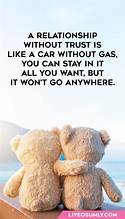 A RELATIONSHIP
WITHOUT TRUST IS
LIKE A CAR WITHOUT GAS,
YOU CAN STAY IN IT
ALL YOU WANT, BUT
IT WON'T GO ANYWHERE.
LIVEOSUMLY.COM